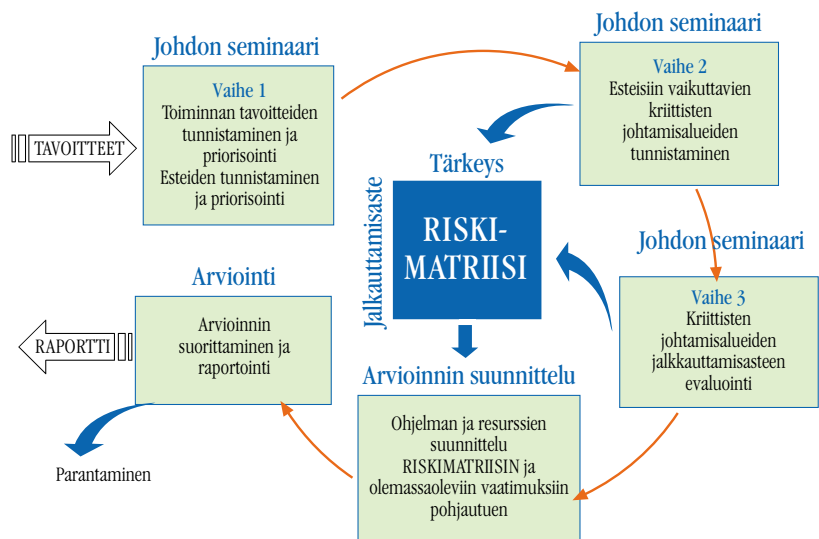 Johdon seminaari
Vaihe 1
Toiminnan tavoitteiden
tunnistaminen ja
priorisointi
Esteiden tunnistaminen
ja priorisointi
TAVOITTEET
Johdon seminaari
Vaihe 2
Esteisiin vaikuttavien
kriittisten
johtamisalueiden
tunnistaminen
Tärkeys
Jalkauttamisaste
RISKI-
MATRIISI
Johdon seminaari
Vaihe 3
Kriittisten
johtamisalueiden
jalkkauttamisasteen
evaluointi
Arvioinnin suunnittelu
Ohjelman ja resurssien
suunnittelu
RISKIMATRIISIN ja
olemassaoleviin vaatimuksiin
pohjautuen
Arviointi
Arvioinnin
suorittaminen ja
raportointi
RAPORTTI
Parantaminen